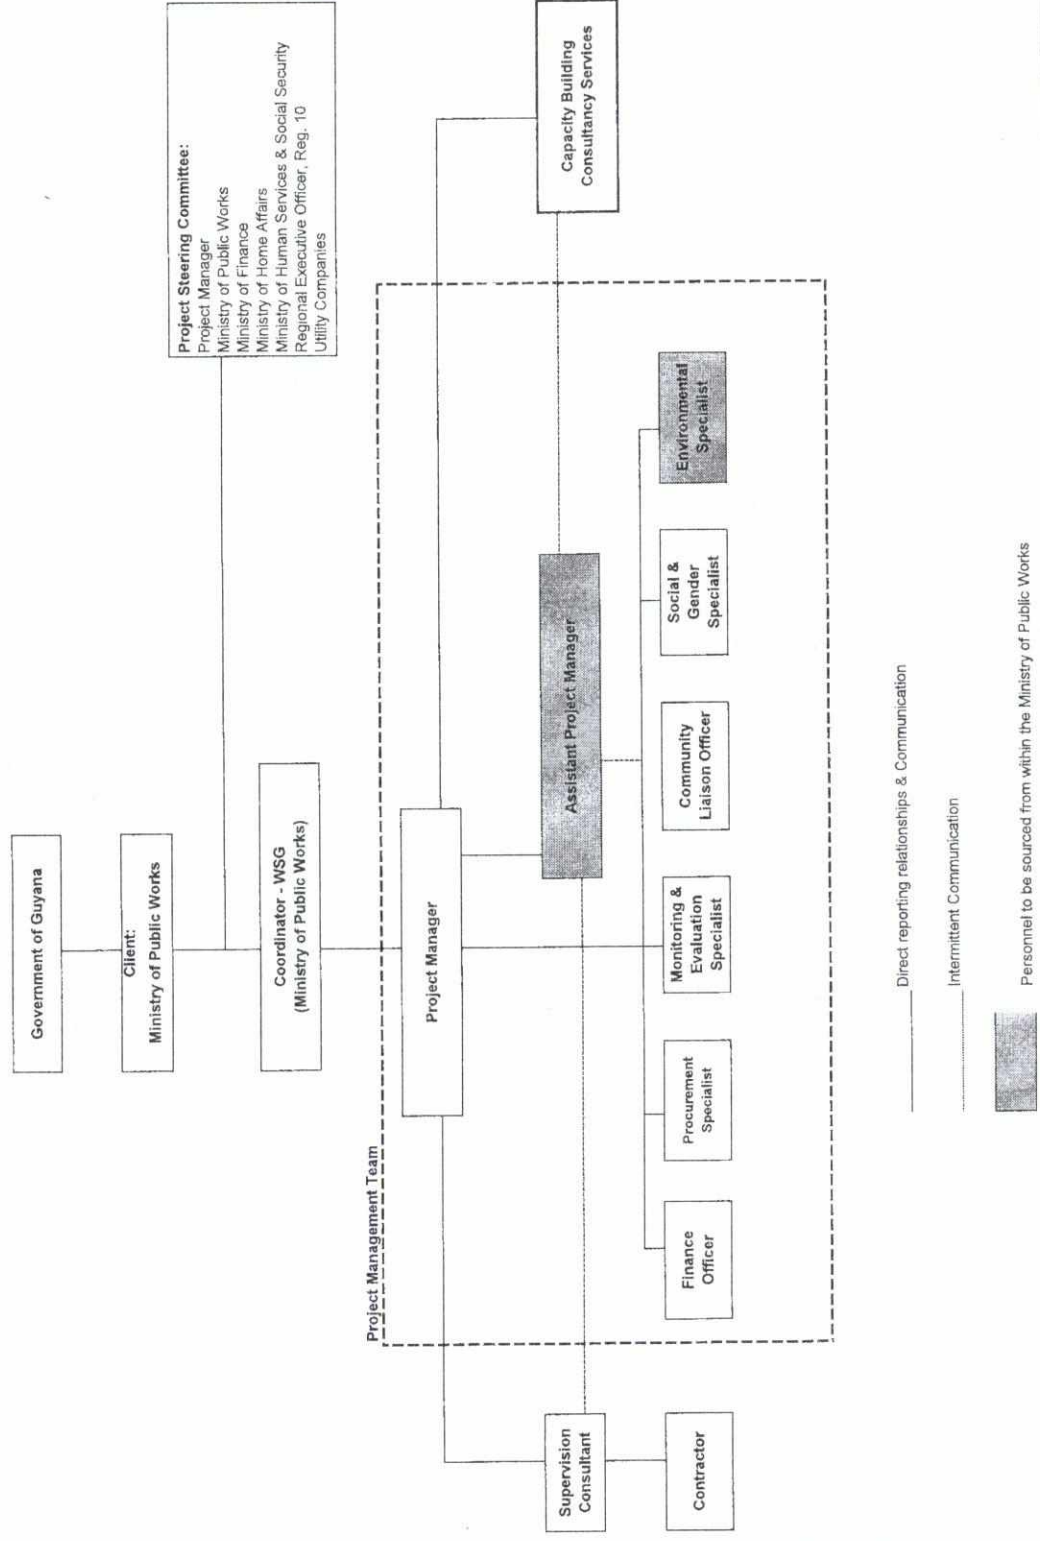 Government of Guyana
Client:
Ministry of Public Works
Project Steering Committee:
Project Manager
Ministry of Public Works
Ministry of Finance
Ministry of Home Affairs
Ministry of Human Services & Social Security
Regional Executive Officer, Reg. 10
Utility Companies
Coordinator - WSG
(Ministry of Public Works)
Project Management Team
Project Manager
Supervision
Consultant
Assistant Project Manager
Capacity Building
Consultancy Services
Contractor
Finance
Officer
Procurement
Specialist
Monitoring &
Evaluation
Specialist
Community
Liaison Officer
Social &
Gender
Specialist
Environmental
Specialist
Direct reporting relationships & Communication
Intermittent Communication
Personnel to be sourced from within the Ministry of Public Works